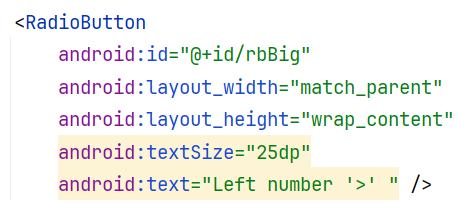 <RadioButton
android:id="@+id/rbBig"
android:layout_width="match_parent"
android:layout_height="wrap_content"
android:textSize="25dp"
android:text="Left number '>' " />